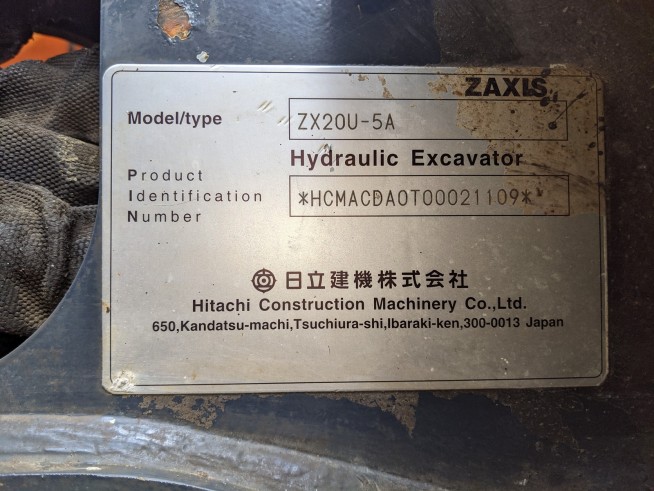 ZAXIS
Model/type ZX20U-5A
Hydraulic Excavator
Product
Identification *HCMACDA0T00021109*
Number
日立建機株式会社
Hitachi Construction Machinery Co.,Ltd.
650,Kandatsu-machi,Tsuchiura-shi,Ibaraki-ken,300-0013 Japan